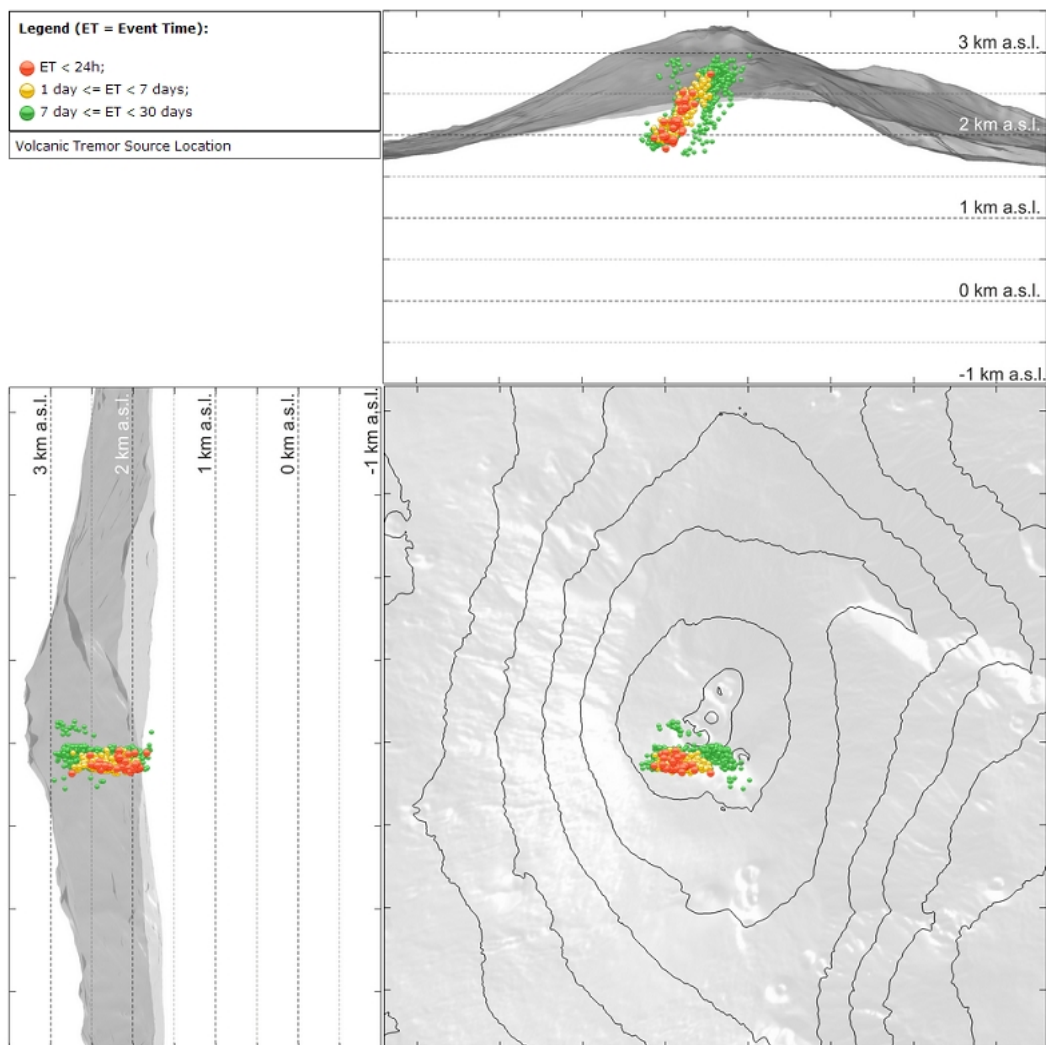 Legend (ET = Event Time):
ET < 24h;
1 day <= ET < 7 days;
7 day <= ET < 30 days
Volcanic Tremor Source Location
3 km a.s.l.
2 km a.s.l.
1 km a.s.l.
0 km a.s.l.
-1 km a.s.l.
3 km a.s.l.
2 km a.s.l.
1 km a.s.l.
0 km a.s.l.
-1 km a.s.l.